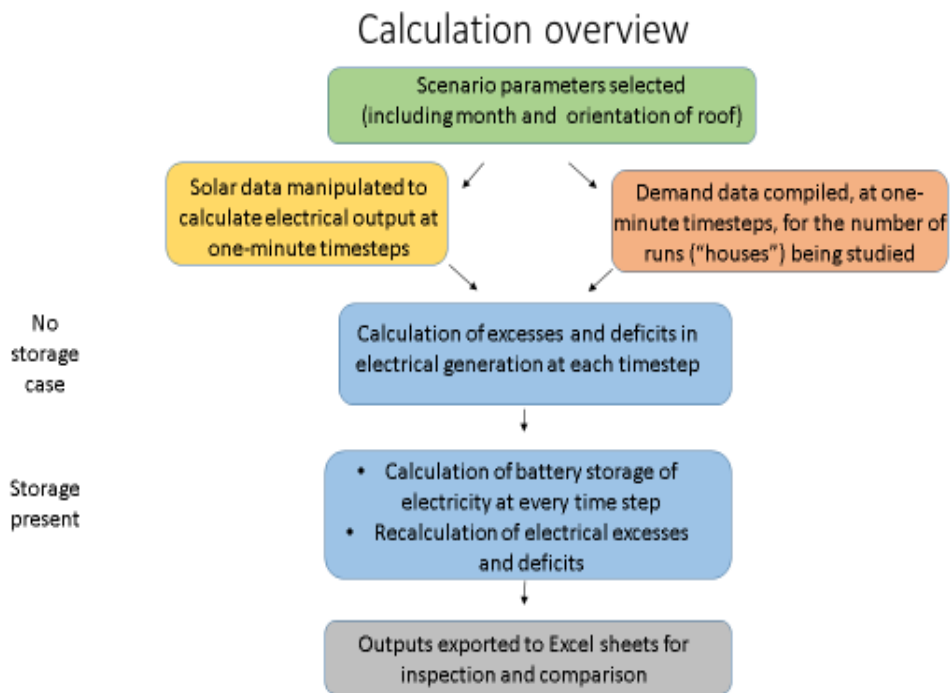 Calculation overview
Scenario parameters selected
(including month and orientation of roof)
Solar data manipulated to
calculate electrical output at
one-minute timesteps
Demand data compiled, at one-
minute timesteps, for the number of
runs (“houses”) being studied
No
storage
case
Calculation of excesses and deficits in
electrical generation at each timestep
Storage
present
• Calculation of battery storage of
electricity at every time step
• Recalculation of electrical excesses
and deficits
Outputs exported to Excel sheets for
inspection and comparison